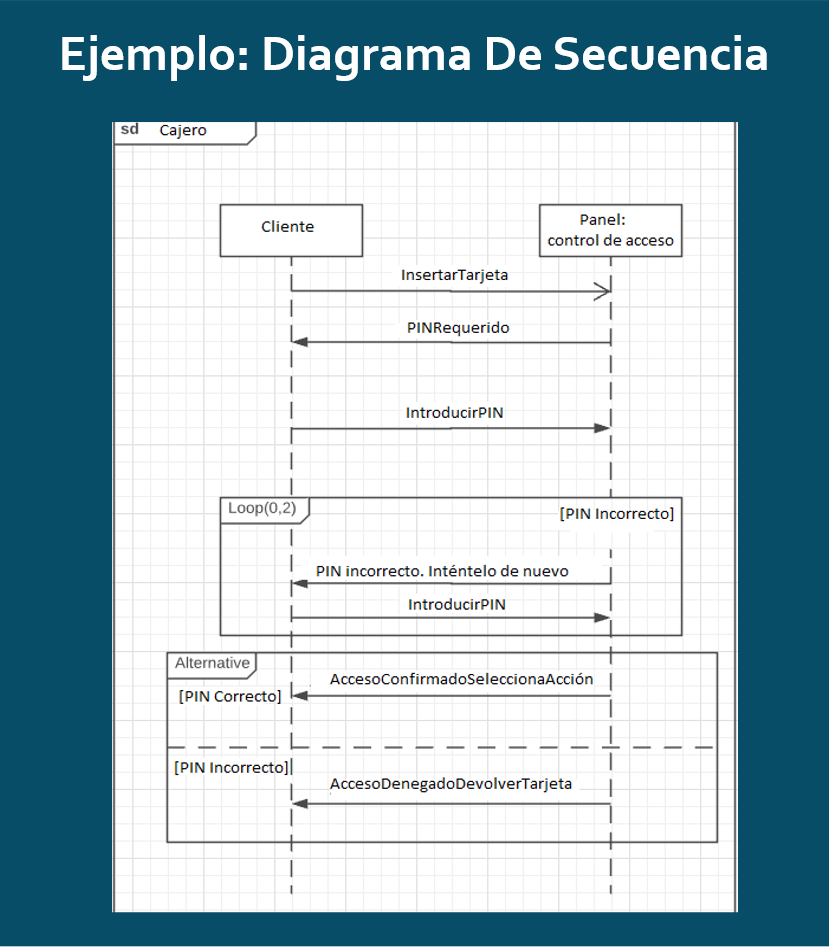 Ejemplo: Diagrama De Secuencia
sd Cajero
Cliente
Panel:
control de acceso
InsertarTarjeta
PINRequerido
IntroducirPIN
Loop(0,2)
[PIN Incorrecto]
PIN incorrecto. Inténtelo de nuevo
IntroducirPIN
Alternative
AccesoConfirmadoSeleccionaAcción
[PIN Correcto]
[PIN Incorrecto]
AccesoDenegadoDevolverTarjeta